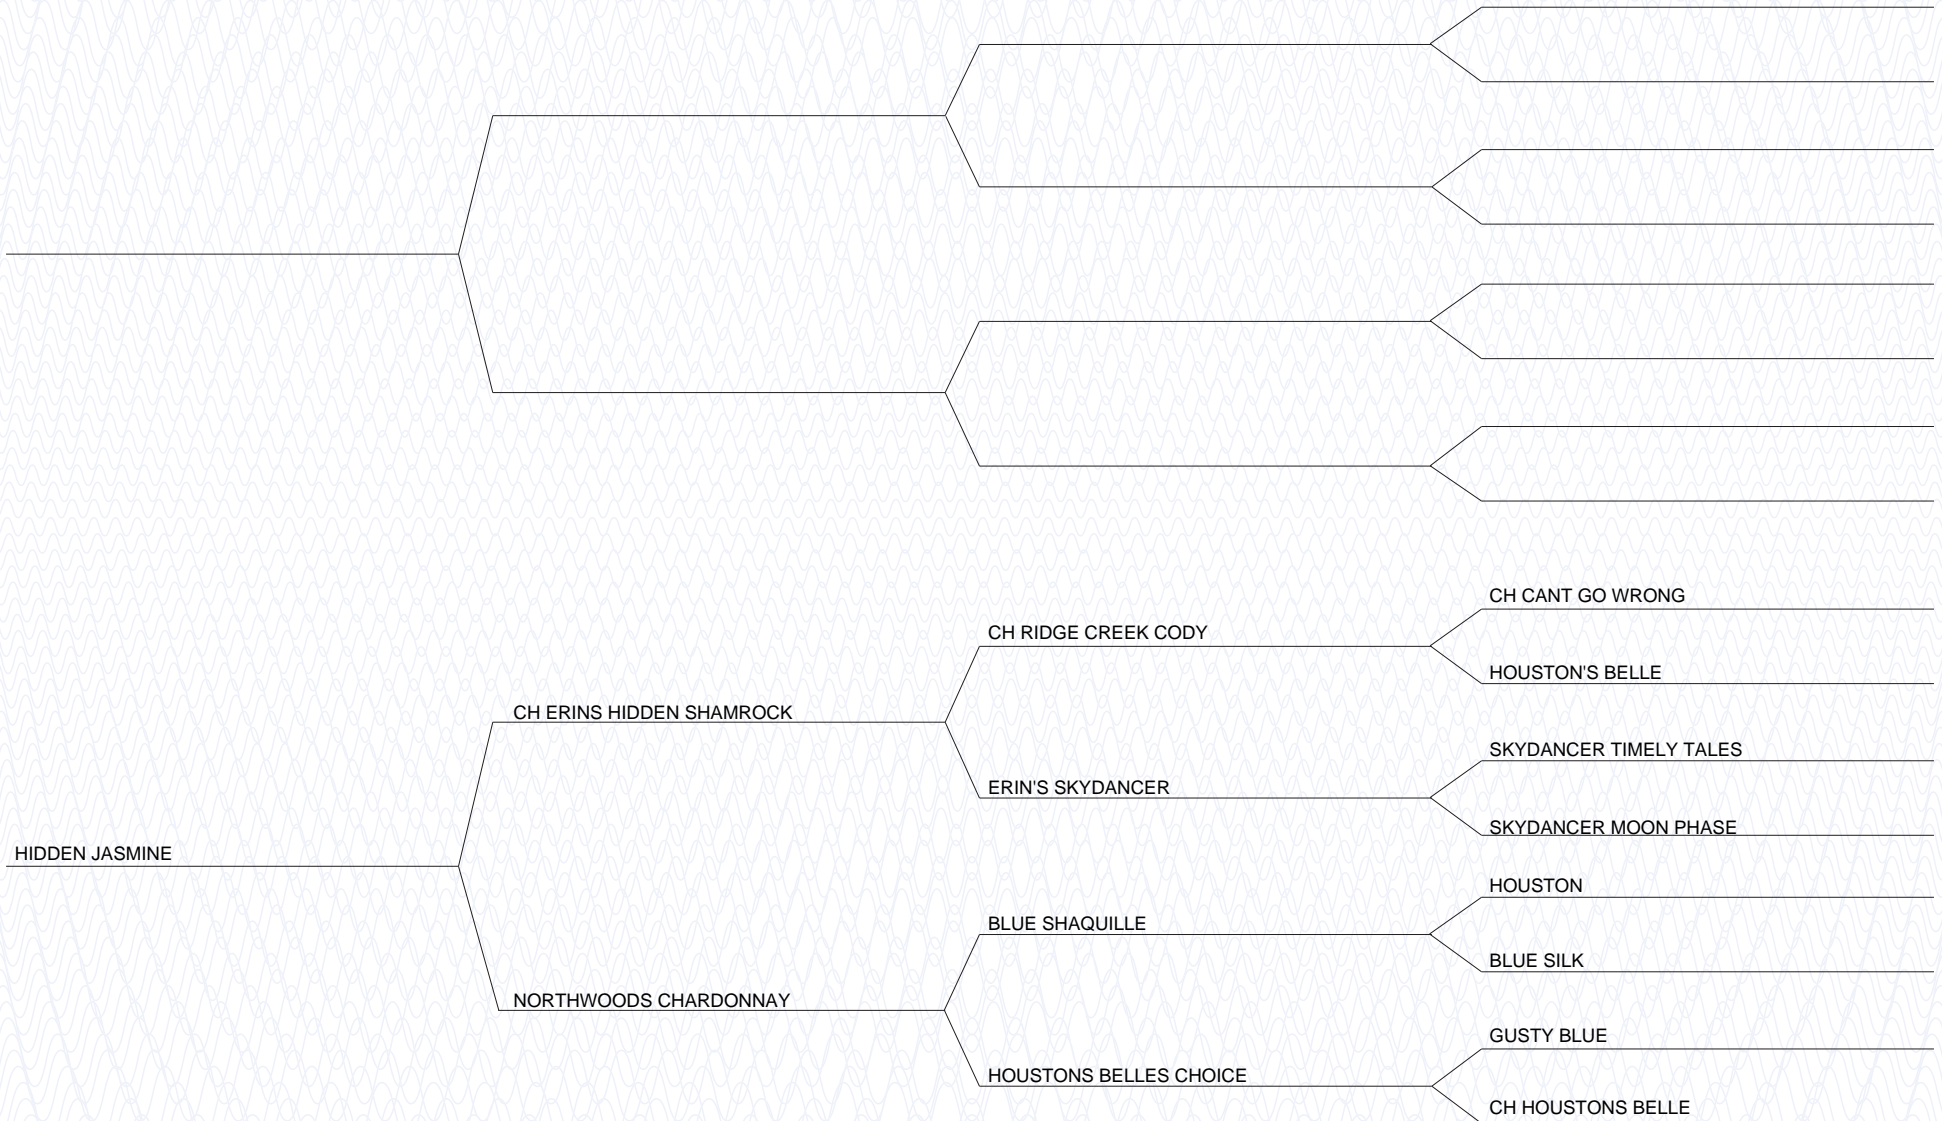 CH CANT GO WRONG
CH RIDGE CREEK CODY
HOUSTON'S BELLE
CH ERINS HIDDEN SHAMROCK
SKYDANCER TIMELY TALES
ERIN'S SKYDANCER
SKYDANCER MOON PHASE
HIDDEN JASMINE
HOUSTON
BLUE SHAQUILLE
BLUE SILK
NORTHWOODS CHARDONNAY
GUSTY BLUE
HOUSTONS BELLES CHOICE
CH HOUSTONS BELLE